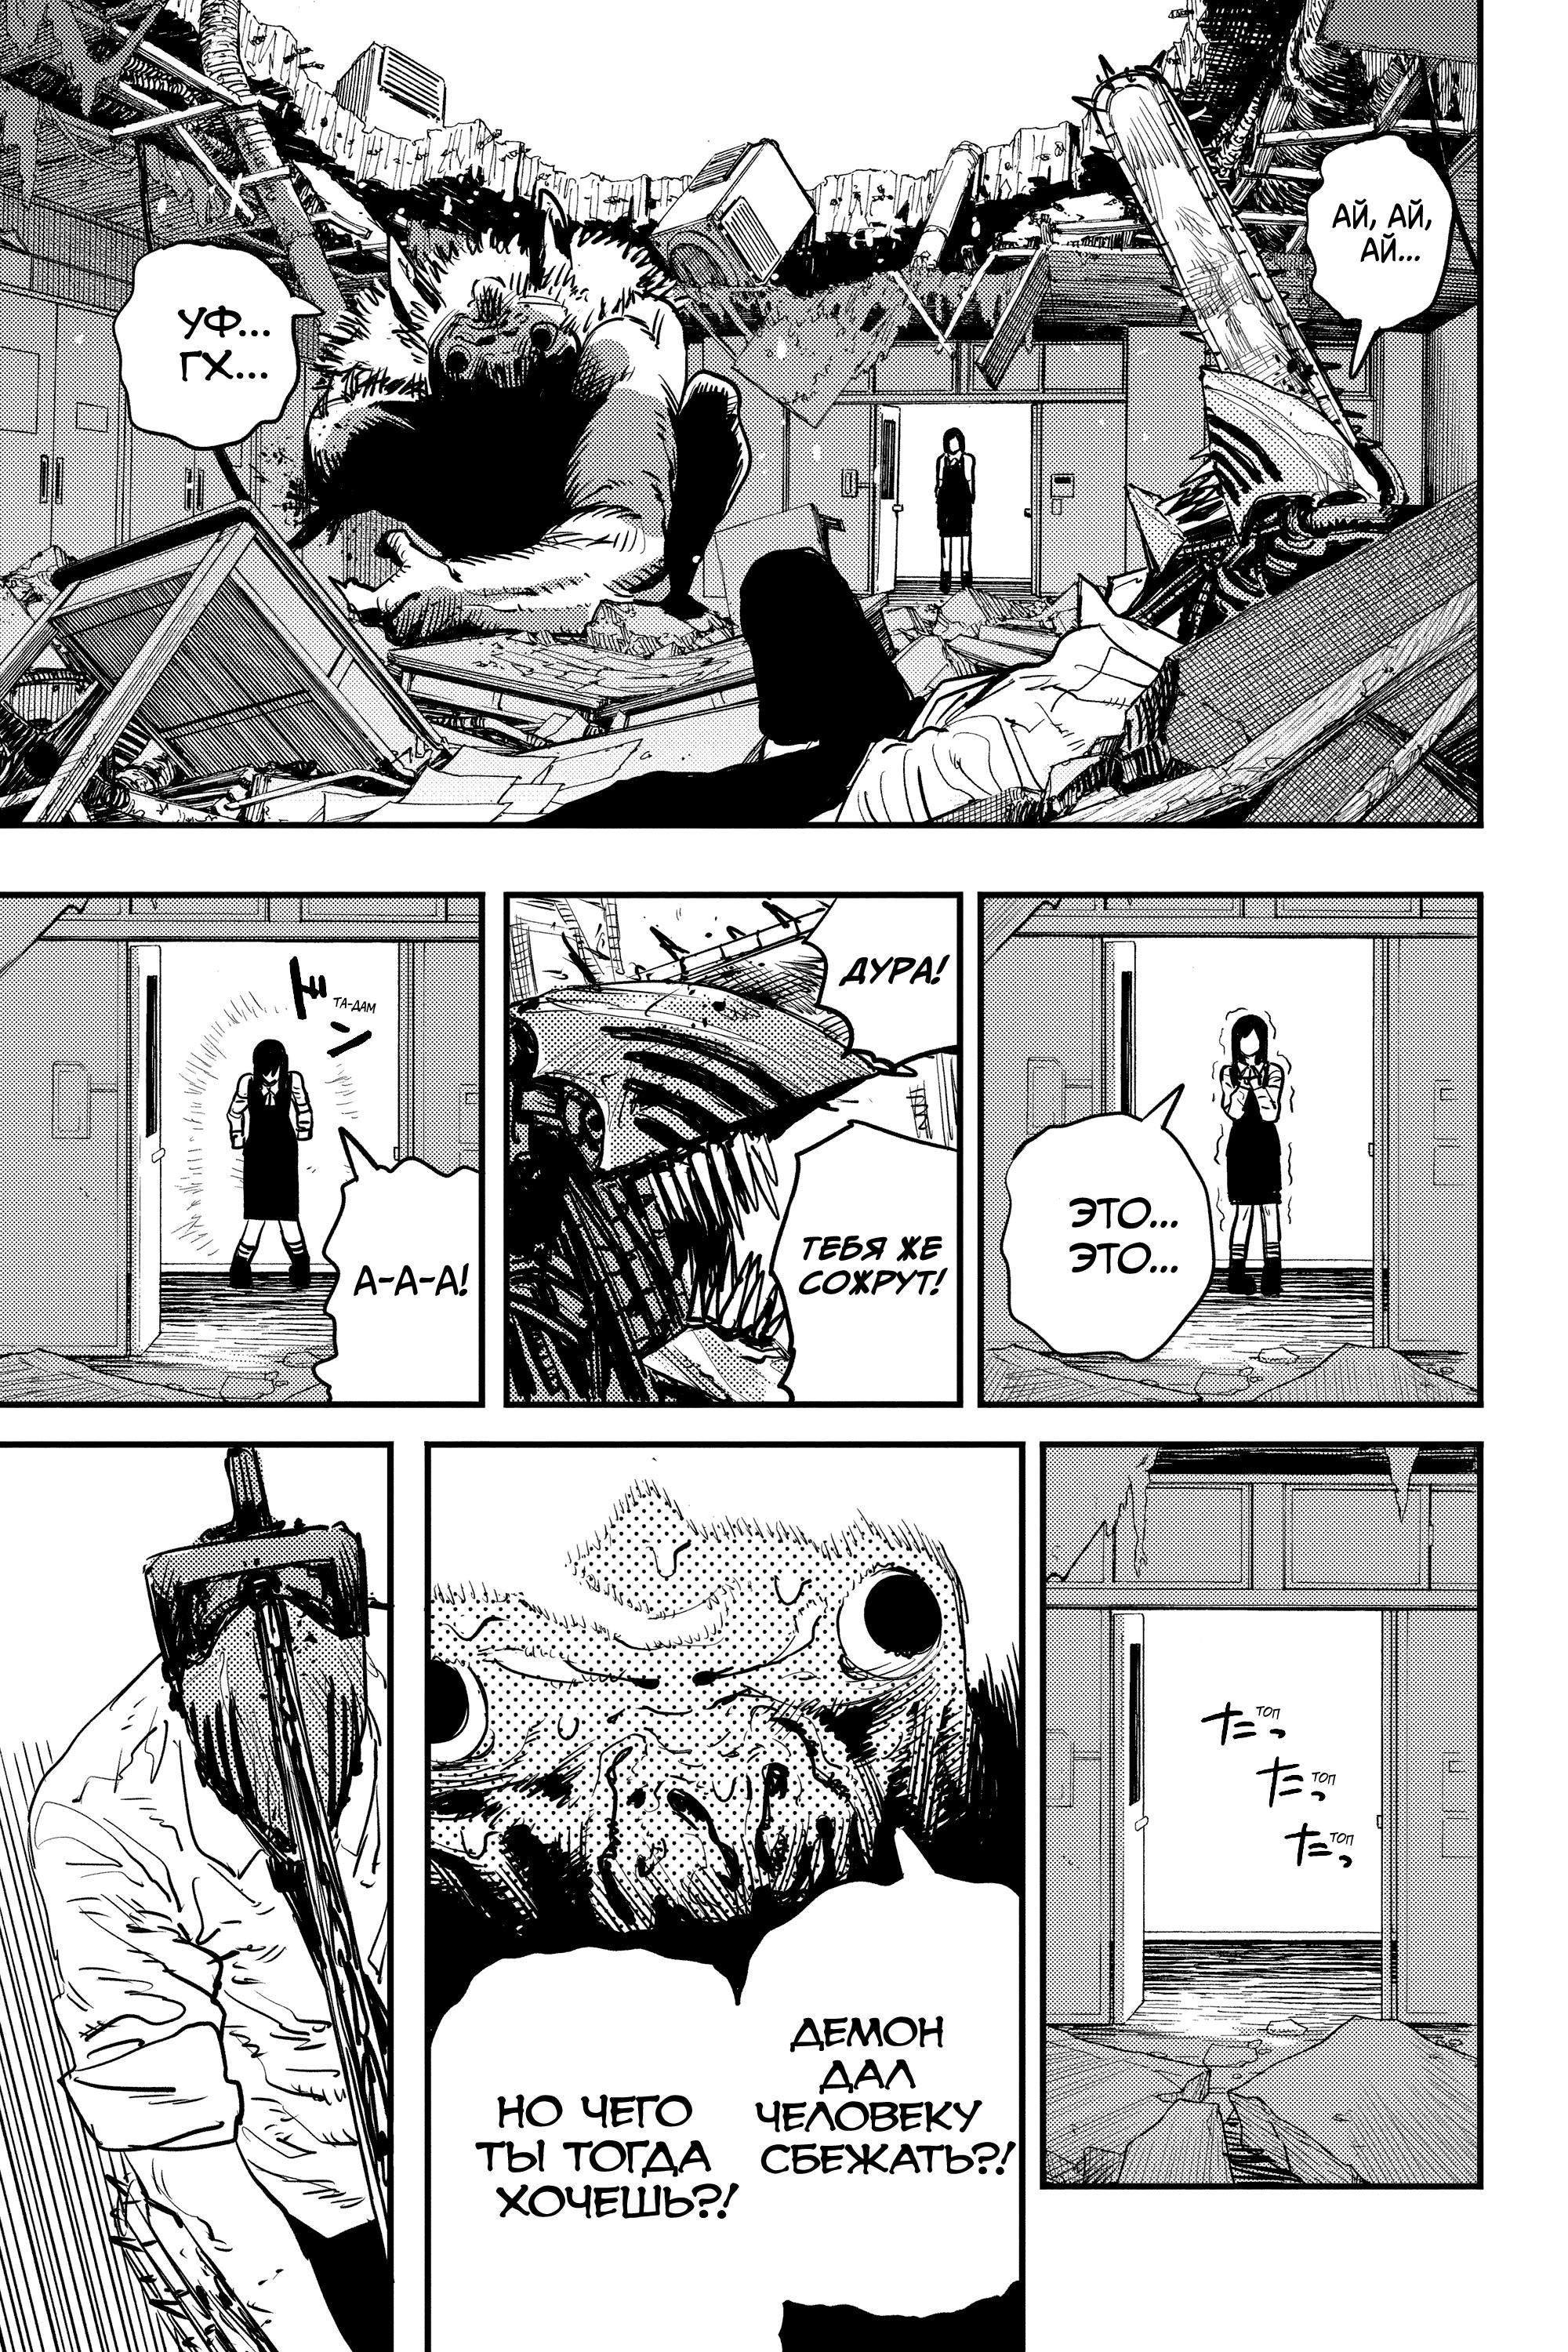 АЙ, АЙ,
АЙ...
УФ...
ГХ...
ЭТО...
ЭТО...
ДУРА!
ТЕБЯ ЖЕ
СОЖРУТ!
ドン
ТА-ДАМ
А-А-А!
たっ
ТОП
たっ
ТОП
たっ
ТОП
ДЕМОН
ДАЛ
ЧЕЛОВЕКУ
СБЕЖАТЬ?!
НО ЧЕГО
ТЫ ТОГДА
ХОЧЕШЬ?!